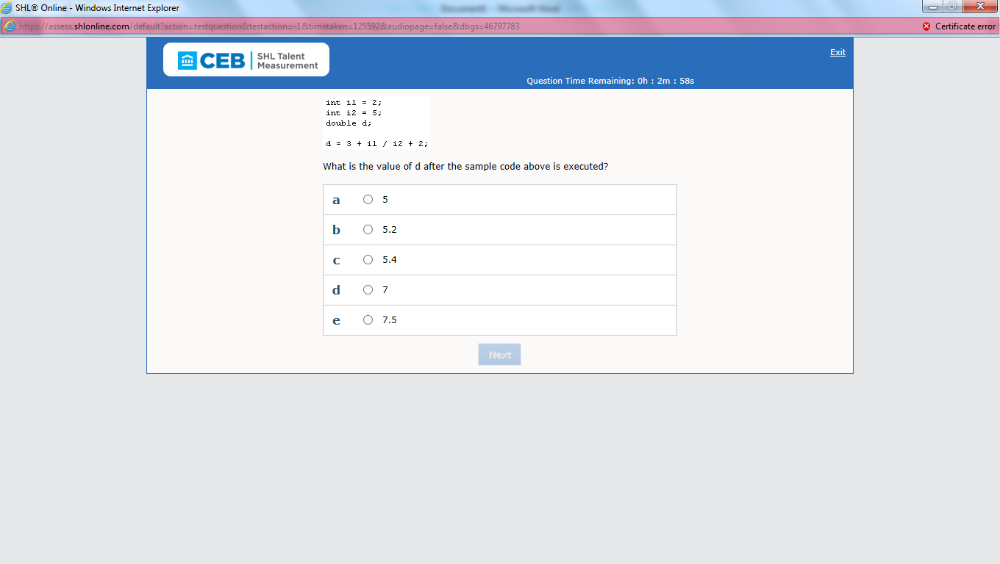 SHL® Online - Windows Internet Explorer
https://assess.shlonline.com/default?action=testquestion&testaction=-1&timetaken=125592&audiopage=false&dbgs=46797783
Certificate error
CEB
SHL Talent
Measurement
Exit
Question Time Remaining: 0h : 2m : 58s
int i1 = 2;
int i2 = 5;
double d;
d = 3 + i1 / i2 + 2;
What is the value of d after the sample code above is executed?
a 5
b 5.2
c 5.4
d 7
e 7.5
Next